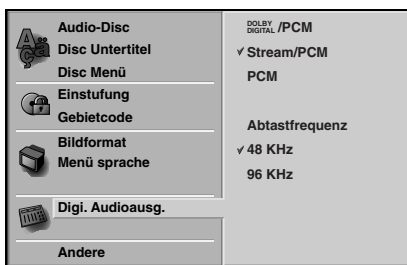 Audio-Disc
Disc Untertitel
Disc Menü
Einstufung
Gebietcode
Bildformat
Menü sprache
Digi. Audioausg.
Andere
DOLBY DIGITAL /PCM
Stream/PCM
PCM
Abtastfrequenz
48 KHz
96 KHz